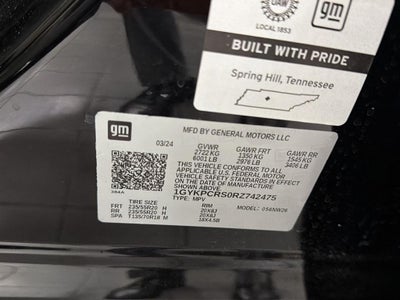 UAW
LOCAL 1853
gm
BUILT WITH PRIDE
Spring Hill, Tennessee
gm
MFD BY GENERAL MOTORS LLC
03/24 GVWR GAWR FRT GAWR RR
2722 KG 1350 KG 1545 KG
6001 LB 2976 LB 3406 LB
THIS VEHICLE CONFORMS TO ALL
APPLICABLE U.S. FEDERAL MOTOR
VEHICLE SAFETY STANDARDS IN EFFECT
ON THE DATE OF MANUFACTURE SHOWN ABOVE
1GYKPCRS0RZ742475
384A TYPE: MPV MODEL:
TIRE SIZE RIM
FRT 235/55R20 H 20X8J
RR 235/55R20 H 20X8J
SPA T135/70R18 M 18X4.5B